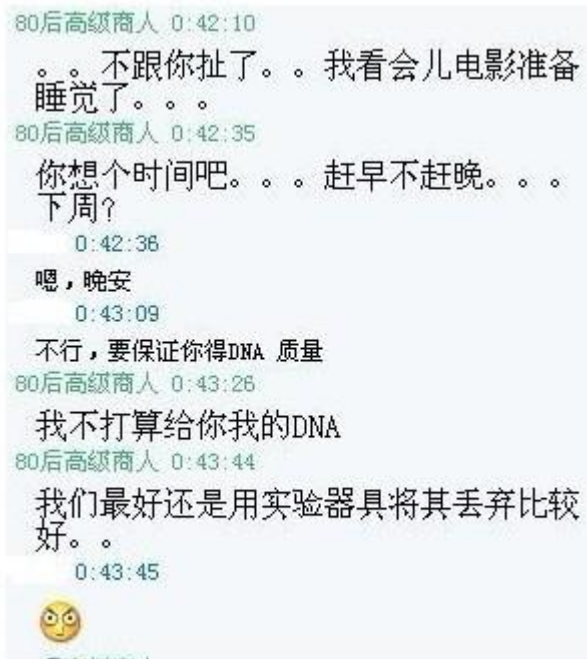 80后高级商人 0:42:10
。。不跟你扯了。。我看会儿电影准备
睡觉了。。。
80后高级商人 0:42:35
你想个时间吧。。。赶早不赶晚。。。
下周?
0:42:36
嗯,晚安
0:43:09
不行,要保证你得DNA 质量
80后高级商人 0:43:26
我不打算给你我的DNA
80后高级商人 0:43:44
我们最好还是用实验器具将其丢弃比较
好。。
0:43:45